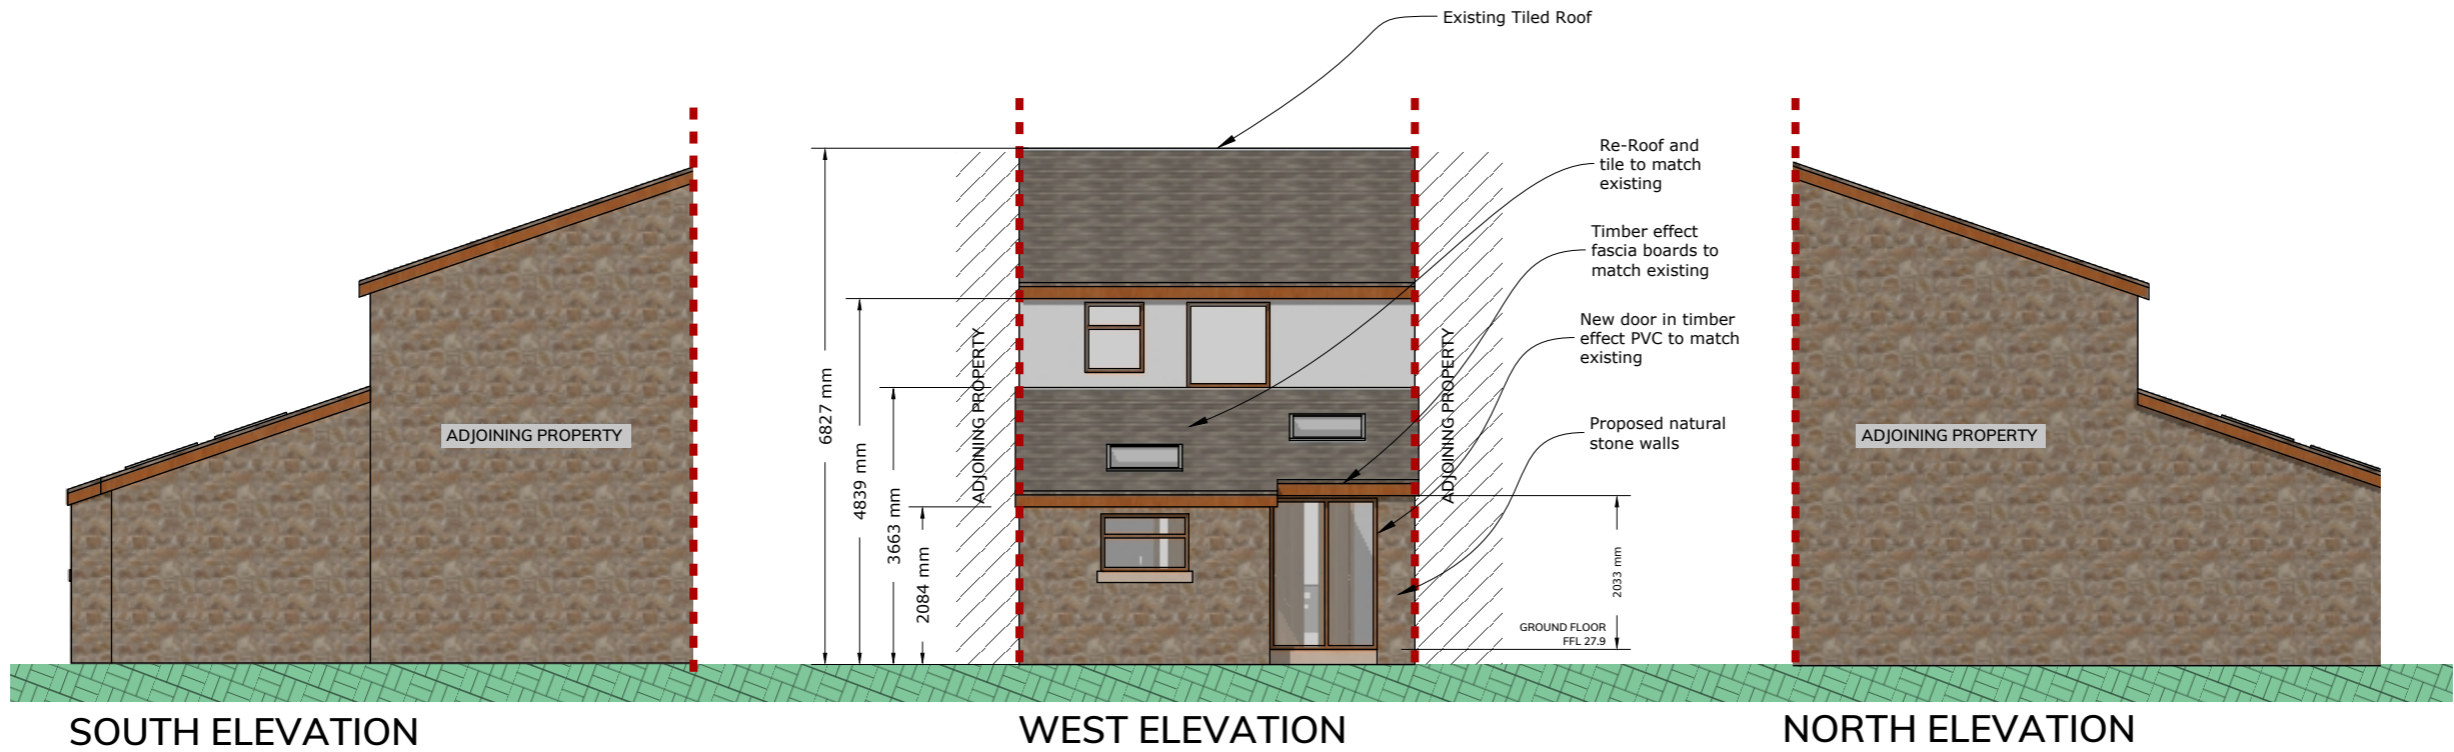 Existing Tiled Roof
Re-Roof and
tile to match
existing
Timber effect
fascia boards to
match existing
New door in timber
effect PVC to match
existing
Proposed natural
stone walls
6827 mm
4839 mm
3663 mm
2084 mm
ADJOINING PROPERTY
ADJOINING PROPERTY
ADJOINING PROPERTY
ADJOINING PROPERTY
2033 mm
GROUND FLOOR
FFL 27.9
SOUTH ELEVATION
WEST ELEVATION
NORTH ELEVATION